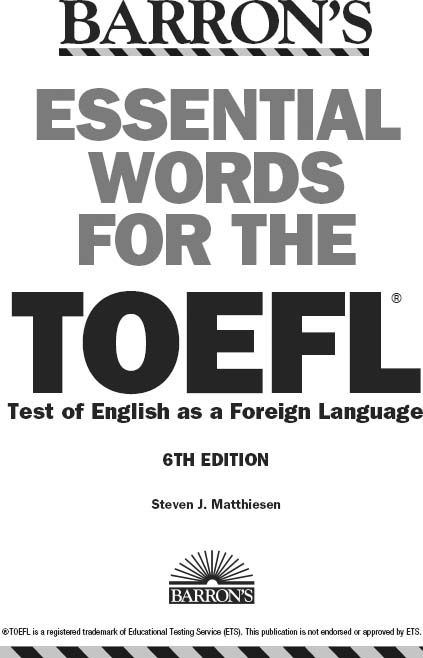 BARRON'S
ESSENTIAL
WORDS
FOR THE
TOEFL®
Test of English as a Foreign Language
6TH EDITION
Steven J. Matthiesen
BARRON'S
®TOEFL is a registered trademark of Educational Testing Service (ETS). This publication is not endorsed or approved by ETS.